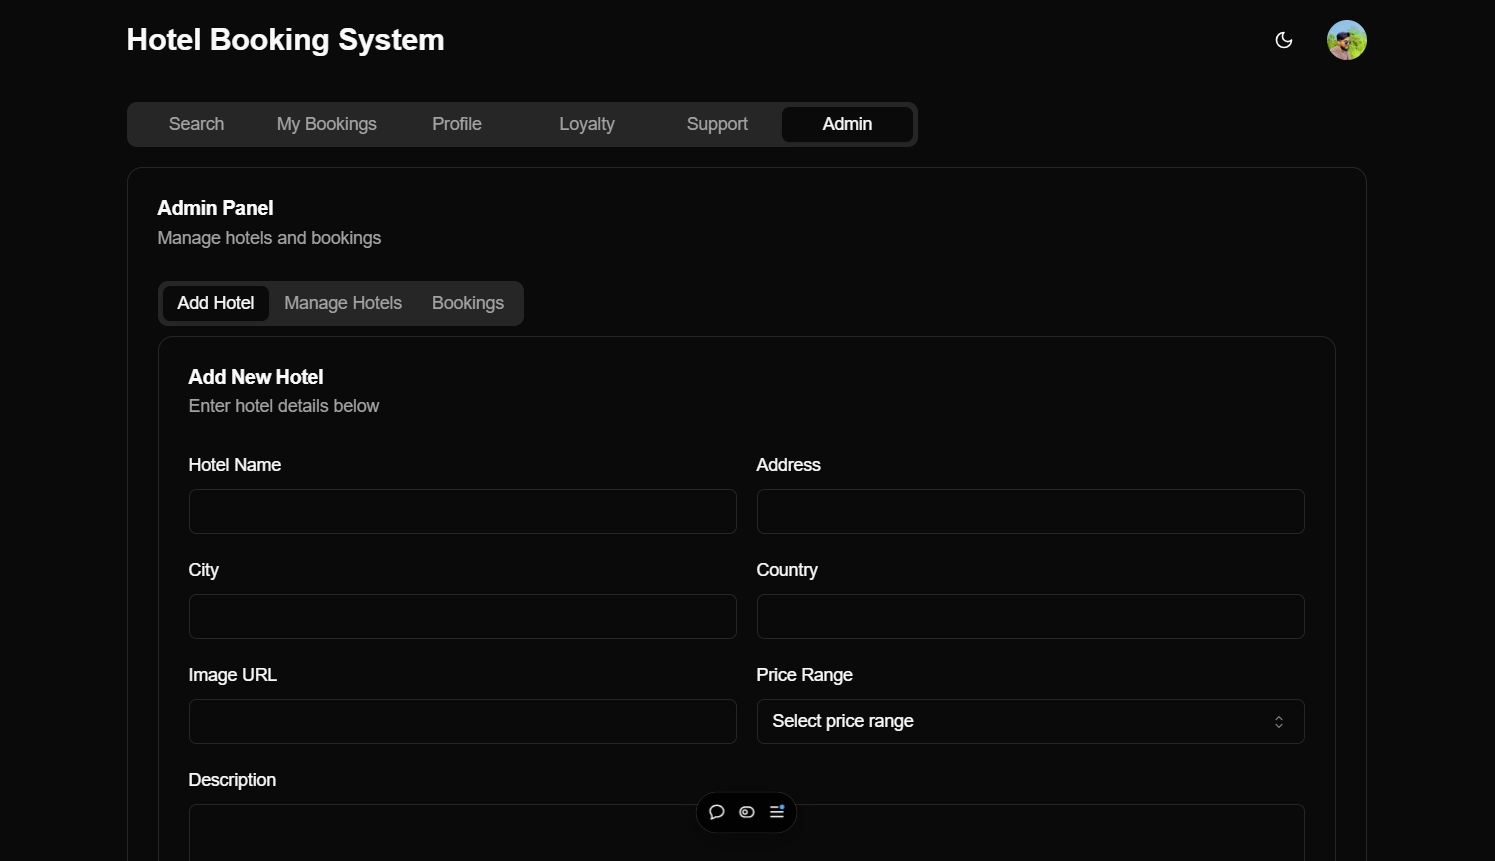 Hotel Booking System
Search My Bookings Profile Loyalty Support Admin
Admin Panel
Manage hotels and bookings
Add Hotel Manage Hotels Bookings
Add New Hotel
Enter hotel details below
Hotel Name Address
City Country
Image URL Price Range
Select price range
Description